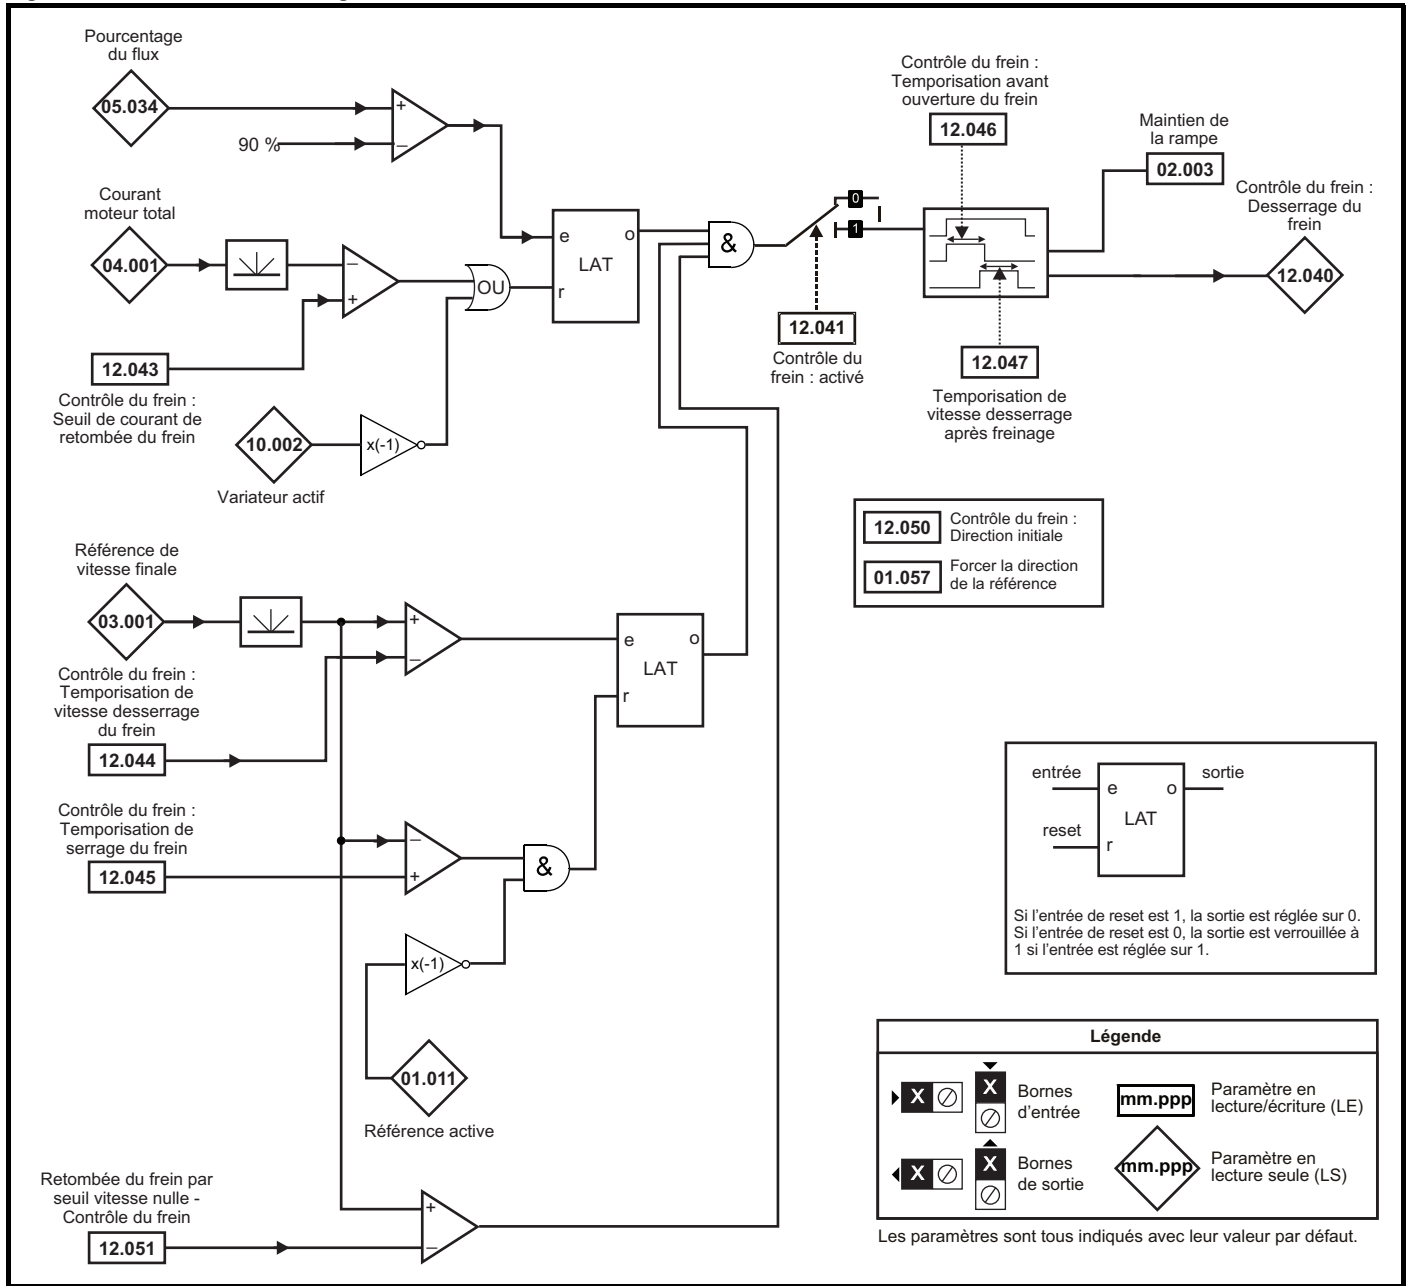 Pourcentage
du flux
05.034
+
90 %
–
Courant
moteur total
04.001
–
+
OU
12.043
Contrôle du frein :
Seuil de courant de
retombée du frein
10.002
x(-1)
Variateur actif
e
o
LAT
r
&
0
1
12.041
Contrôle du
frein : activé
Contrôle du frein :
Temporisation avant
ouverture du frein
12.046
Maintien de
la rampe
02.003
Contrôle du frein :
Desserrage du
frein
12.040
12.047
Temporisation de
vitesse desserrage
après freinage
12.050
Contrôle du frein :
Direction initiale
01.057
Forcer la direction
de la référence
Référence de
vitesse finale
03.001
+
–
Contrôle du frein :
Temporisation de
vitesse desserrage
du frein
12.044
e
o
LAT
r
Contrôle du frein :
Temporisation de
serrage du frein
12.045
–
+
&
x(-1)
01.011
Référence active
Retombée du frein par
seuil vitesse nulle -
Contrôle du frein
12.051
+
–
entrée
sortie
e
o
LAT
reset
r
Si l'entrée de reset est 1, la sortie est réglée sur 0.
Si l'entrée de reset est 0, la sortie est verrouillée à
1 si l'entrée est réglée sur 1.
Légende
X
X
Bornes
d'entrée
mm.ppp
Paramètre en
lecture/écriture (LE)
X
X
Bornes
de sortie
mm.ppp
Paramètre en
lecture seule (LS)
Les paramètres sont tous indiqués avec leur valeur par défaut.